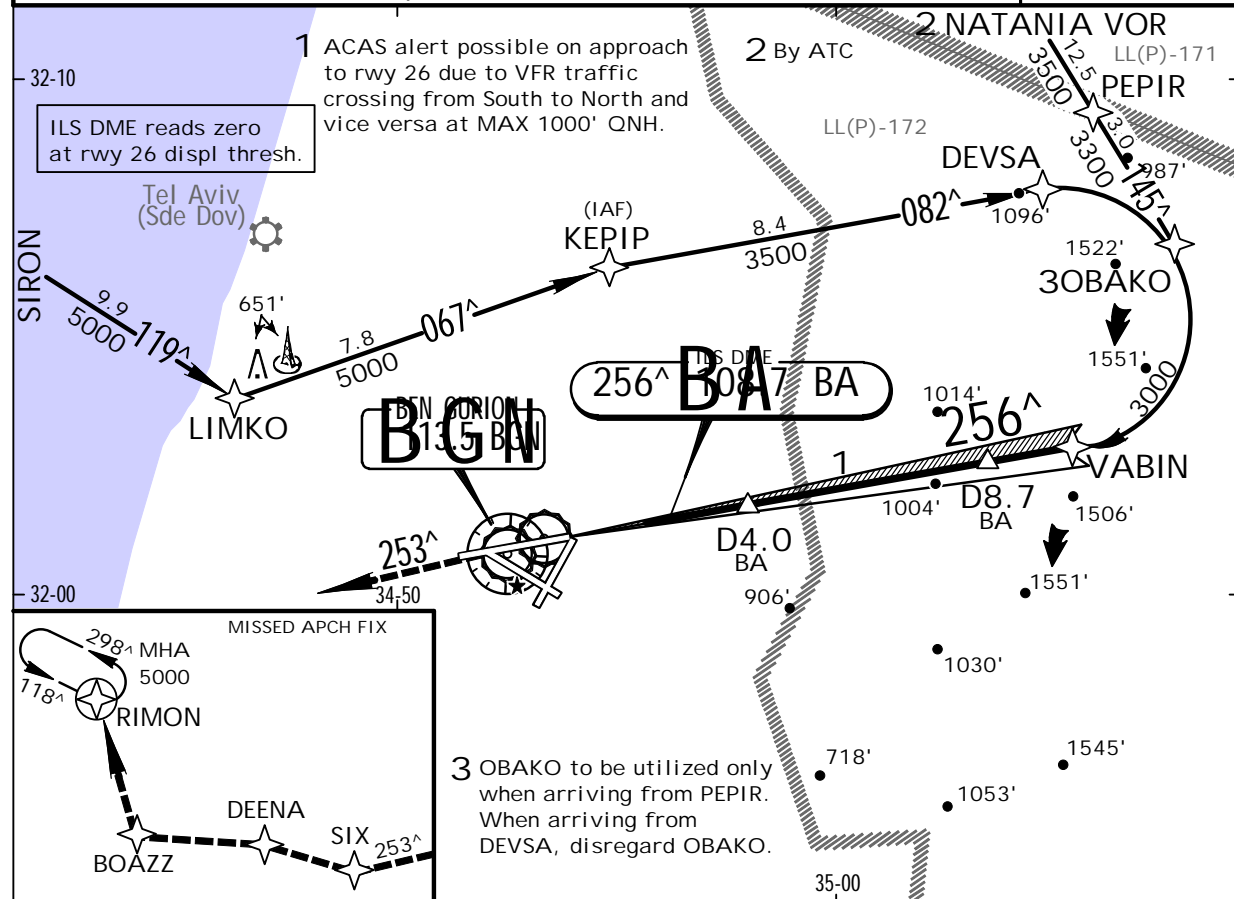 1 ACAS alert possible on approach
to rwy 26 due to VFR traffic
crossing from South to North and
vice versa at MAX 1000' QNH.
2 By ATC
2 NATANIA VOR
LL(P)-171
12.5
3500
PEPIR
32-10
ILS DME reads zero
at rwy 26 displ thresh.
LL(P)-172
3.0
3300
145^
987'
DEVSA
Tel Aviv
(Sde Dov)
(IAF)
KEPIP
8.4
3500
082^
1096'
1522'
3OBAKO
SIRON
9.9
5000
119^
651'
7.8
5000
067^
LIMKO
1551'
3000
ILS DME
256^ 108.7 BA
BA
BEN GURION
113.5 BGN
BGN
1014'
256^
1
VABIN
1004'
D8.7
BA
1506'
D4.0
BA
253^
32-00
34-50
906'
1551'
MISSED APCH FIX
298^
MHA
5000
118^
RIMON
1030'
DEENA
SIX
253^
BOAZZ
3 OBAKO to be utilized only
when arriving from PEPIR.
When arriving from
DEVSA, disregard OBAKO.
718'
1545'
1053'
35-00